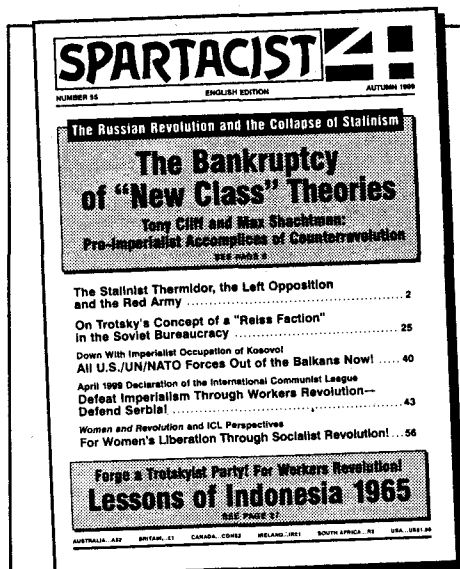 SPARTACIST
NUMBER 55 ENGLISH EDITION AUTUMN 1999
The Russian Revolution and the Collapse of Stalinism
The Bankruptcy
of "New Class" Theories
Tony Cliff and Max Shachtman:
Pro-Imperialist Accomplices of Counterrevolution
SEE PAGE
The Stalinist Thermidor, the Left Opposition
and the Red Army .......... 2
On Trotsky's Concept of a "Reiss Faction"
in the Soviet Bureaucracy .......... 25
Down With Imperialist Occupation of Kosovo!
All U.S./UN/NATO Forces Out of the Balkans Now! ..... 40
April 1999 Declaration of the International Communist League
Defeat Imperialism Through Workers Revolution—
Defend Serbia! .......... 43
Women and Revolution and ICL Perspectives
For Women's Liberation Through Socialist Revolution! ...56
Forge a Trotskyist Party! For Workers Revolution!
Lessons of Indonesia 1965
SEE PAGE 27
AUSTRALIA...A$2 BRITAIN...£1 CANADA...CDN$2 IRELAND...IR£1 SOUTH AFRICA...R3 USA...US$1.50